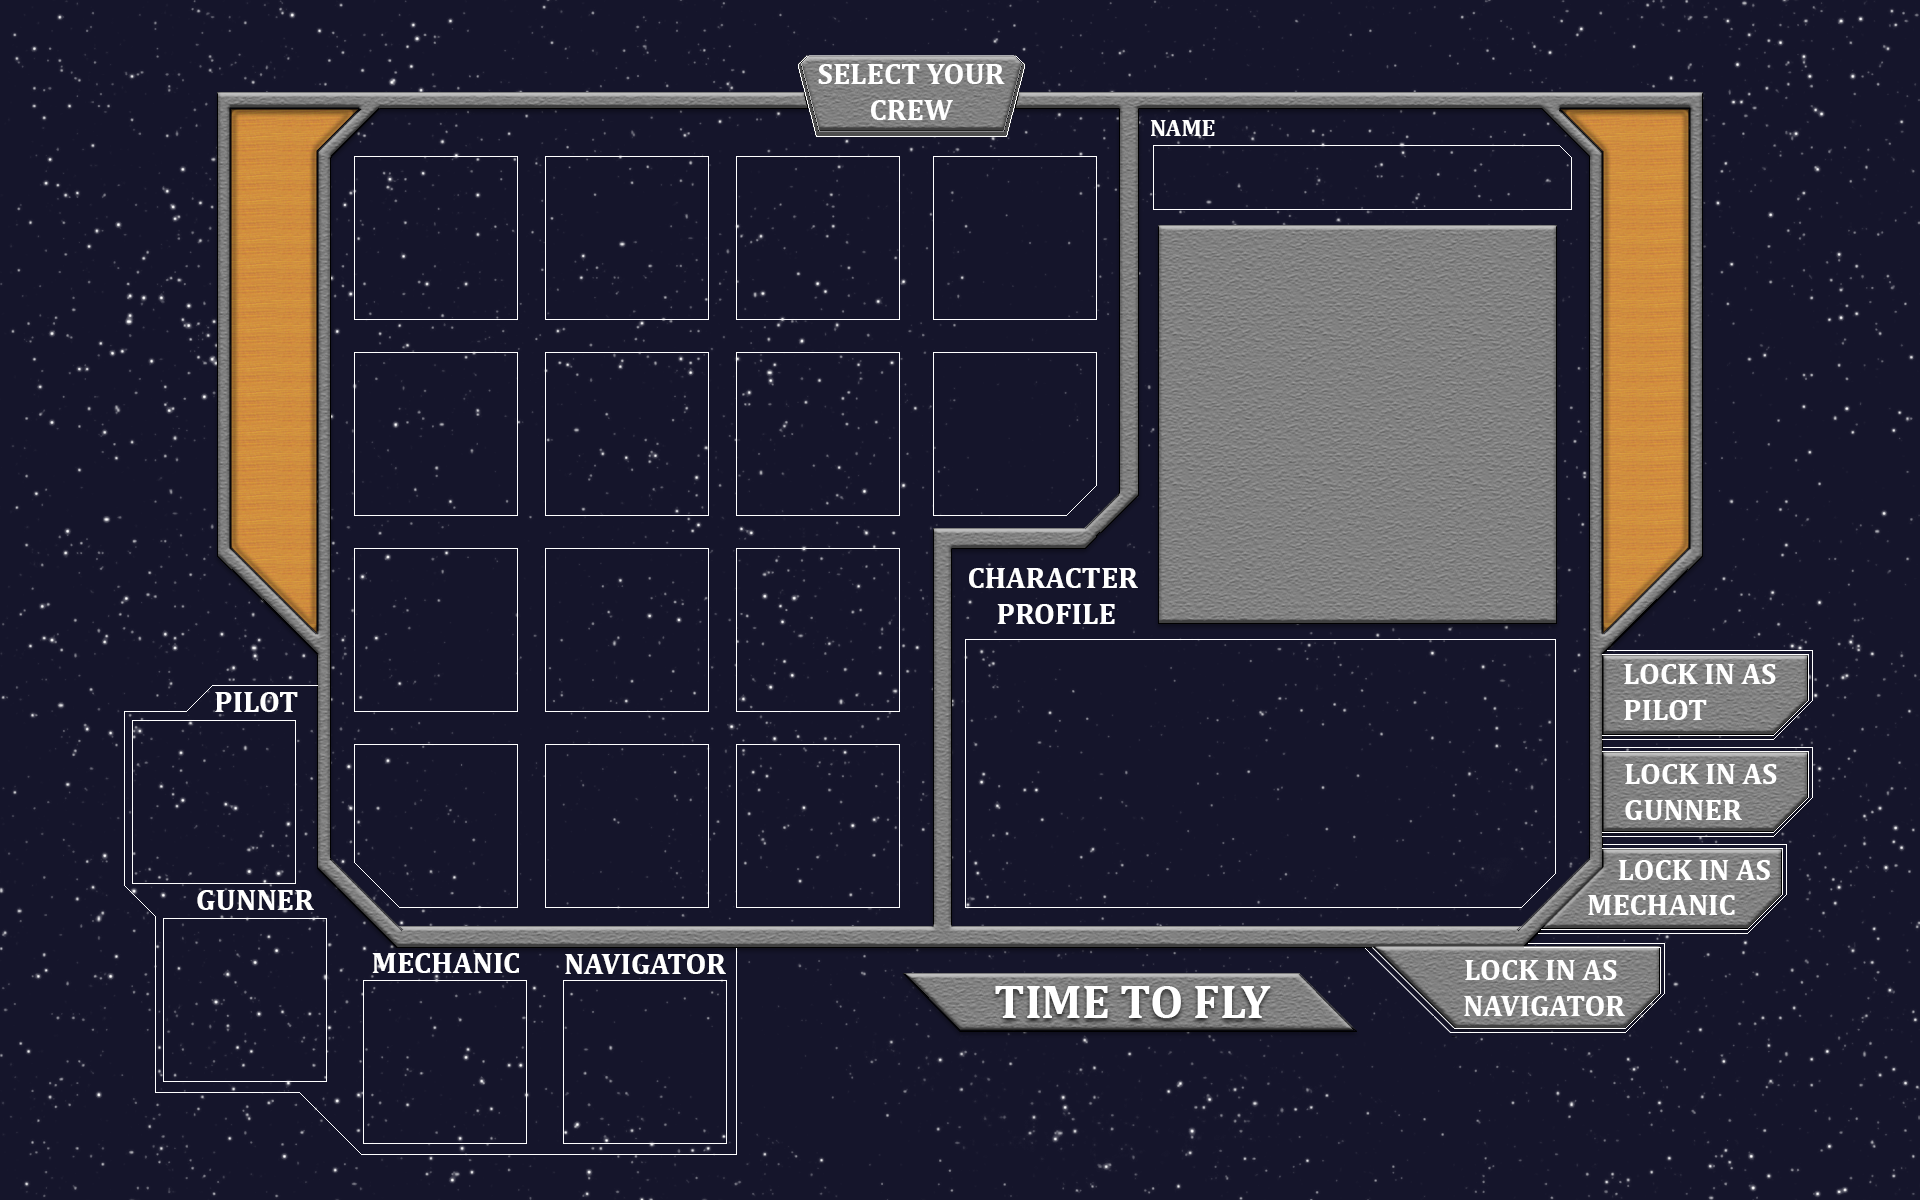 SELECT YOUR
CREW
NAME
CHARACTER
PROFILE
PILOT
GUNNER
MECHANIC
NAVIGATOR
LOCK IN AS
PILOT
LOCK IN AS
GUNNER
LOCK IN AS
MECHANIC
LOCK IN AS
NAVIGATOR
TIME TO FLY